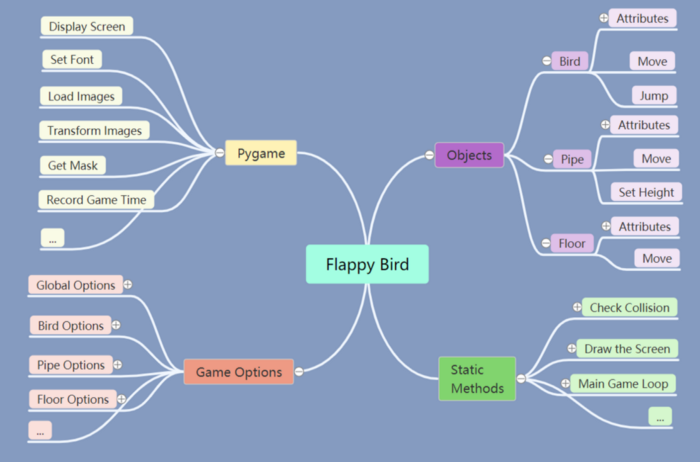 Flappy Bird
Pygame
Display Screen
Set Font
Load Images
Transform Images
Get Mask
Record Game Time
...
Objects
Bird
Attributes
Move
Jump
Pipe
Attributes
Move
Set Height
Floor
Attributes
Move
Game Options
Global Options
Bird Options
Pipe Options
Floor Options
...
Static
Methods
Check Collision
Draw the Screen
Main Game Loop
...